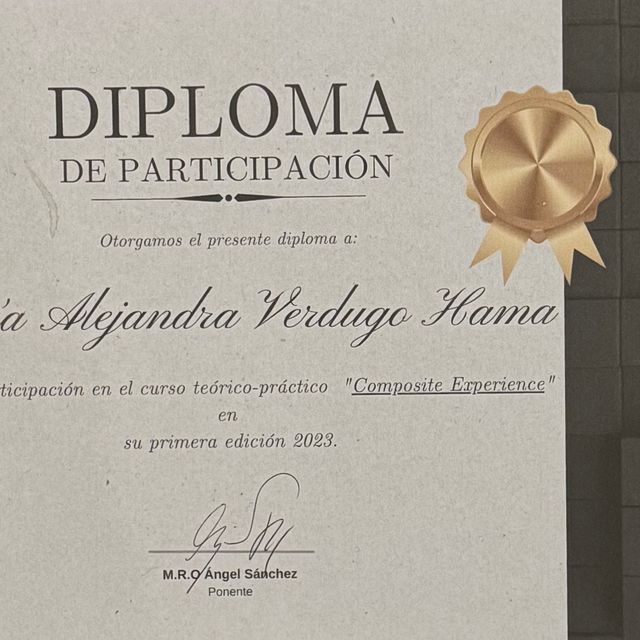 DIPLOMA
DE PARTICIPACIÓN
Otorgamos el presente diploma a:
a Alejandra Verdugo Hama
ticipación en el curso teórico-práctico "Composite Experience"
en
su primera edición 2023.
M.R.O Ángel Sánchez
Ponente